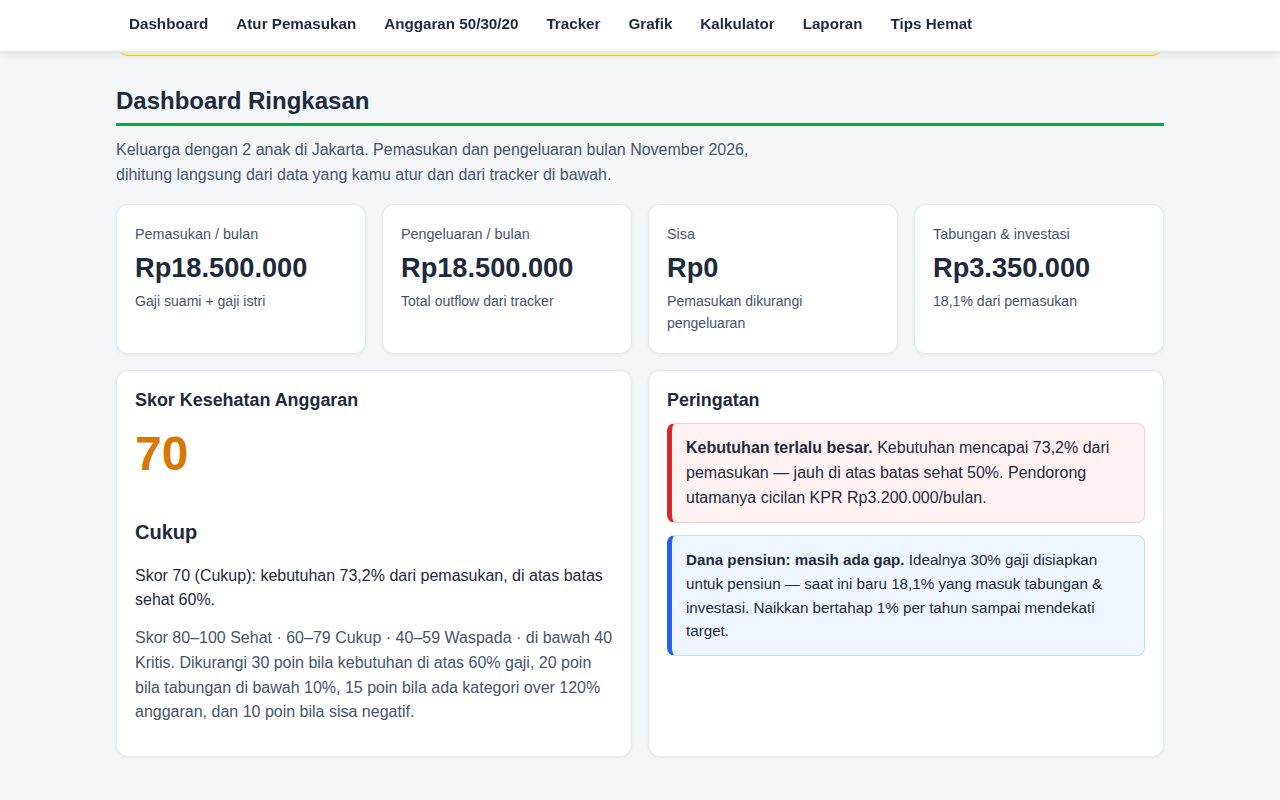 Dashboard Atur Pemasukan Anggaran 50/30/20 Tracker Grafik Kalkulator Laporan Tips Hemat
Dashboard Ringkasan
Keluarga dengan 2 anak di Jakarta. Pemasukan dan pengeluaran bulan November 2026,
dihitung langsung dari data yang kamu atur dan dari tracker di bawah.
Pemasukan / bulan
Rp18.500.000
Gaji suami + gaji istri
Pengeluaran / bulan
Rp18.500.000
Total outflow dari tracker
Sisa
Rp0
Pemasukan dikurangi
pengeluaran
Tabungan & investasi
Rp3.350.000
18,1% dari pemasukan
Skor Kesehatan Anggaran
70
Cukup
Skor 70 (Cukup): kebutuhan 73,2% dari pemasukan, di atas batas
sehat 60%.
Skor 80–100 Sehat · 60–79 Cukup · 40–59 Waspada · di bawah 40
Kritis. Dikurangi 30 poin bila kebutuhan di atas 60% gaji, 20 poin
bila tabungan di bawah 10%, 15 poin bila ada kategori over 120%
anggaran, dan 10 poin bila sisa negatif.
Peringatan
Kebutuhan terlalu besar. Kebutuhan mencapai 73,2% dari
pemasukan — jauh di atas batas sehat 50%. Pendorong
utamanya cicilan KPR Rp3.200.000/bulan.
Dana pensiun: masih ada gap. Idealnya 30% gaji disiapkan
untuk pensiun — saat ini baru 18,1% yang masuk tabungan &
investasi. Naikkan bertahap 1% per tahun sampai mendekati
target.